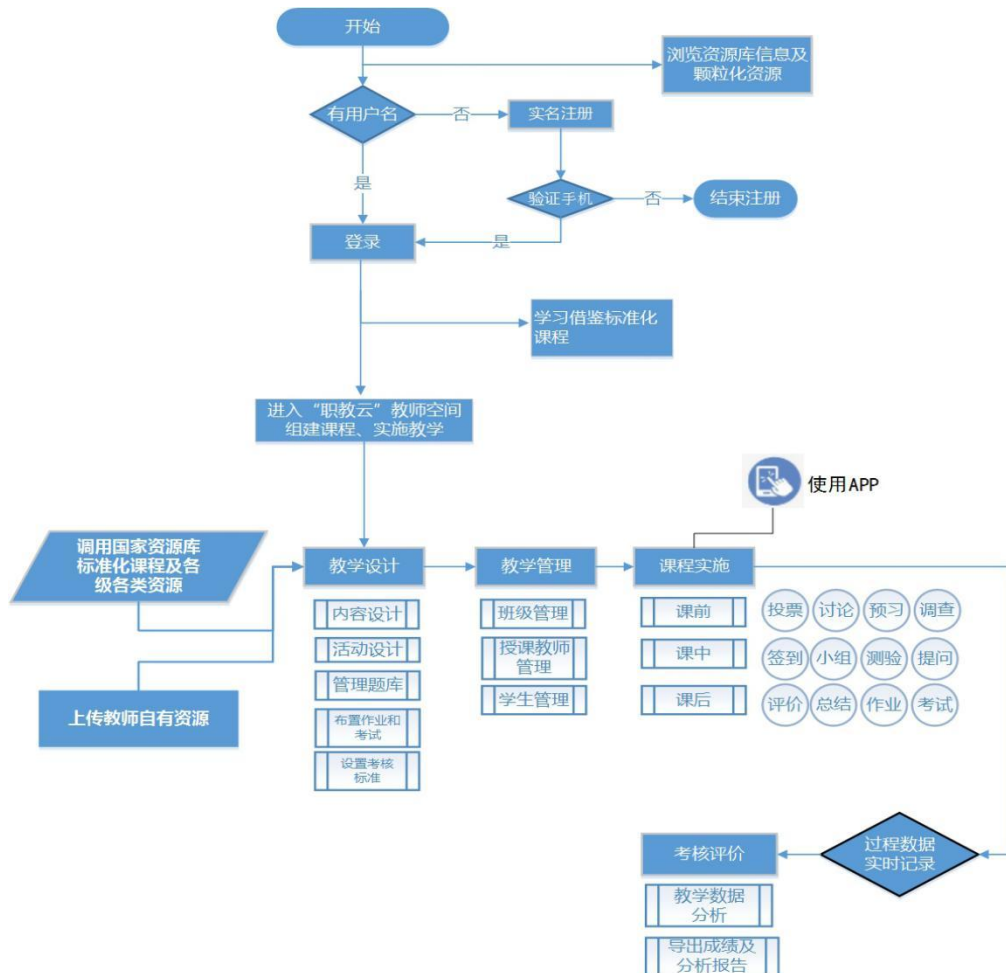 开始
浏览资源库信息及
颗粒化资源
有用户名
否
实名注册
是
验证手机
否
结束注册
登录
是
学习借鉴标准化
课程
进入“职教云”教师空间
组建课程、实施教学
使用APP
调用国家资源库
标准化课程及各
级各类资源
上传教师自有资源
教学设计
内容设计
活动设计
管理题库
布置作业和
考试
设置考核
标准
教学管理
班级管理
授课教师
管理
学生管理
课程实施
课前
投票
讨论
预习
调查
课中
签到
小组
测验
提问
课后
评价
总结
作业
考试
过程数据
实时记录
考核评价
教学数据
分析
导出成绩及
分析报告